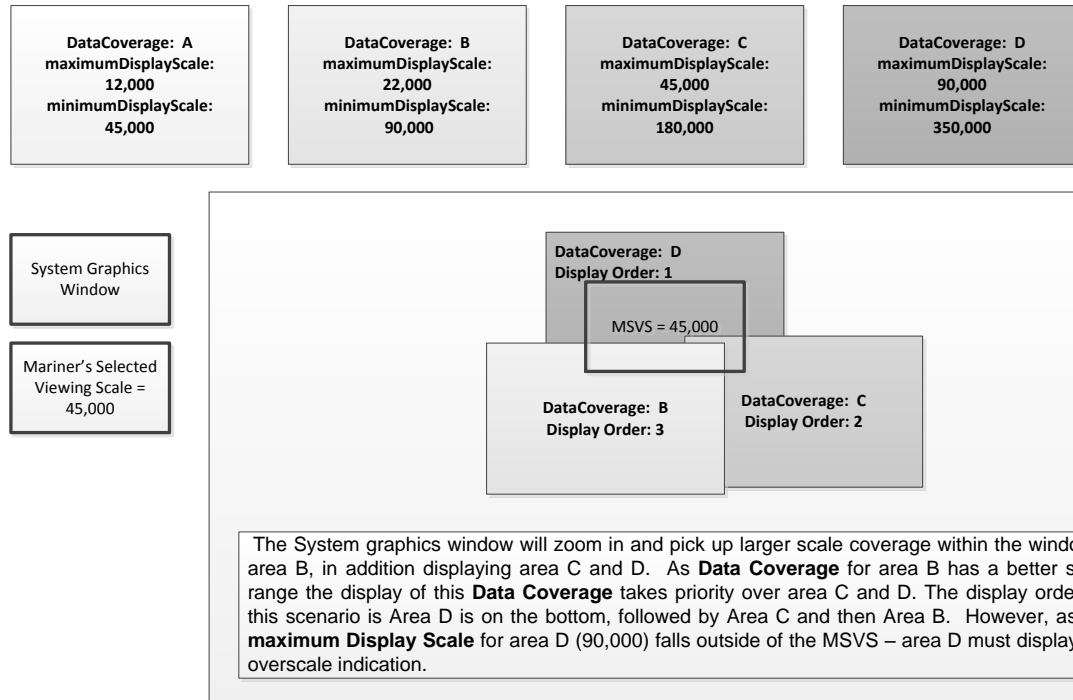 DataCoverage: A
maximumDisplayScale:
12,000
minimumDisplayScale:
45,000
DataCoverage: B
maximumDisplayScale:
22,000
minimumDisplayScale:
90,000
DataCoverage: C
maximumDisplayScale:
45,000
minimumDisplayScale:
180,000
DataCoverage: D
maximumDisplayScale:
90,000
minimumDisplayScale:
350,000
System Graphics
Window
Mariner's Selected
Viewing Scale =
45,000
DataCoverage: D
Display Order: 1
MSVS = 45,000
DataCoverage: B
Display Order: 3
DataCoverage: C
Display Order: 2
The System graphics window will zoom in and pick up larger scale coverage within the
area B, in addition displaying area C and D. As Data Coverage for area B has a better
range the display of this Data Coverage takes priority over area C and D. The display
this scenario is Area D is on the bottom, followed by Area C and then Area B. However, as
maximum Display Scale for area D (90,000) falls outside of the MSVS – area D must display
overscale indication.